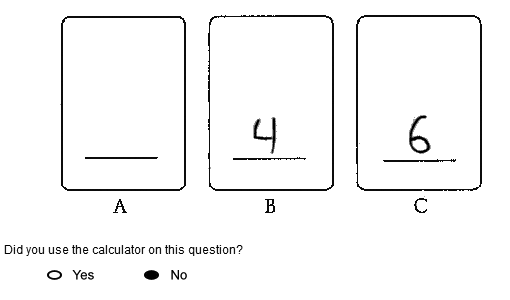 4 6
A B C
Did you use the calculator on this question?
Yes No